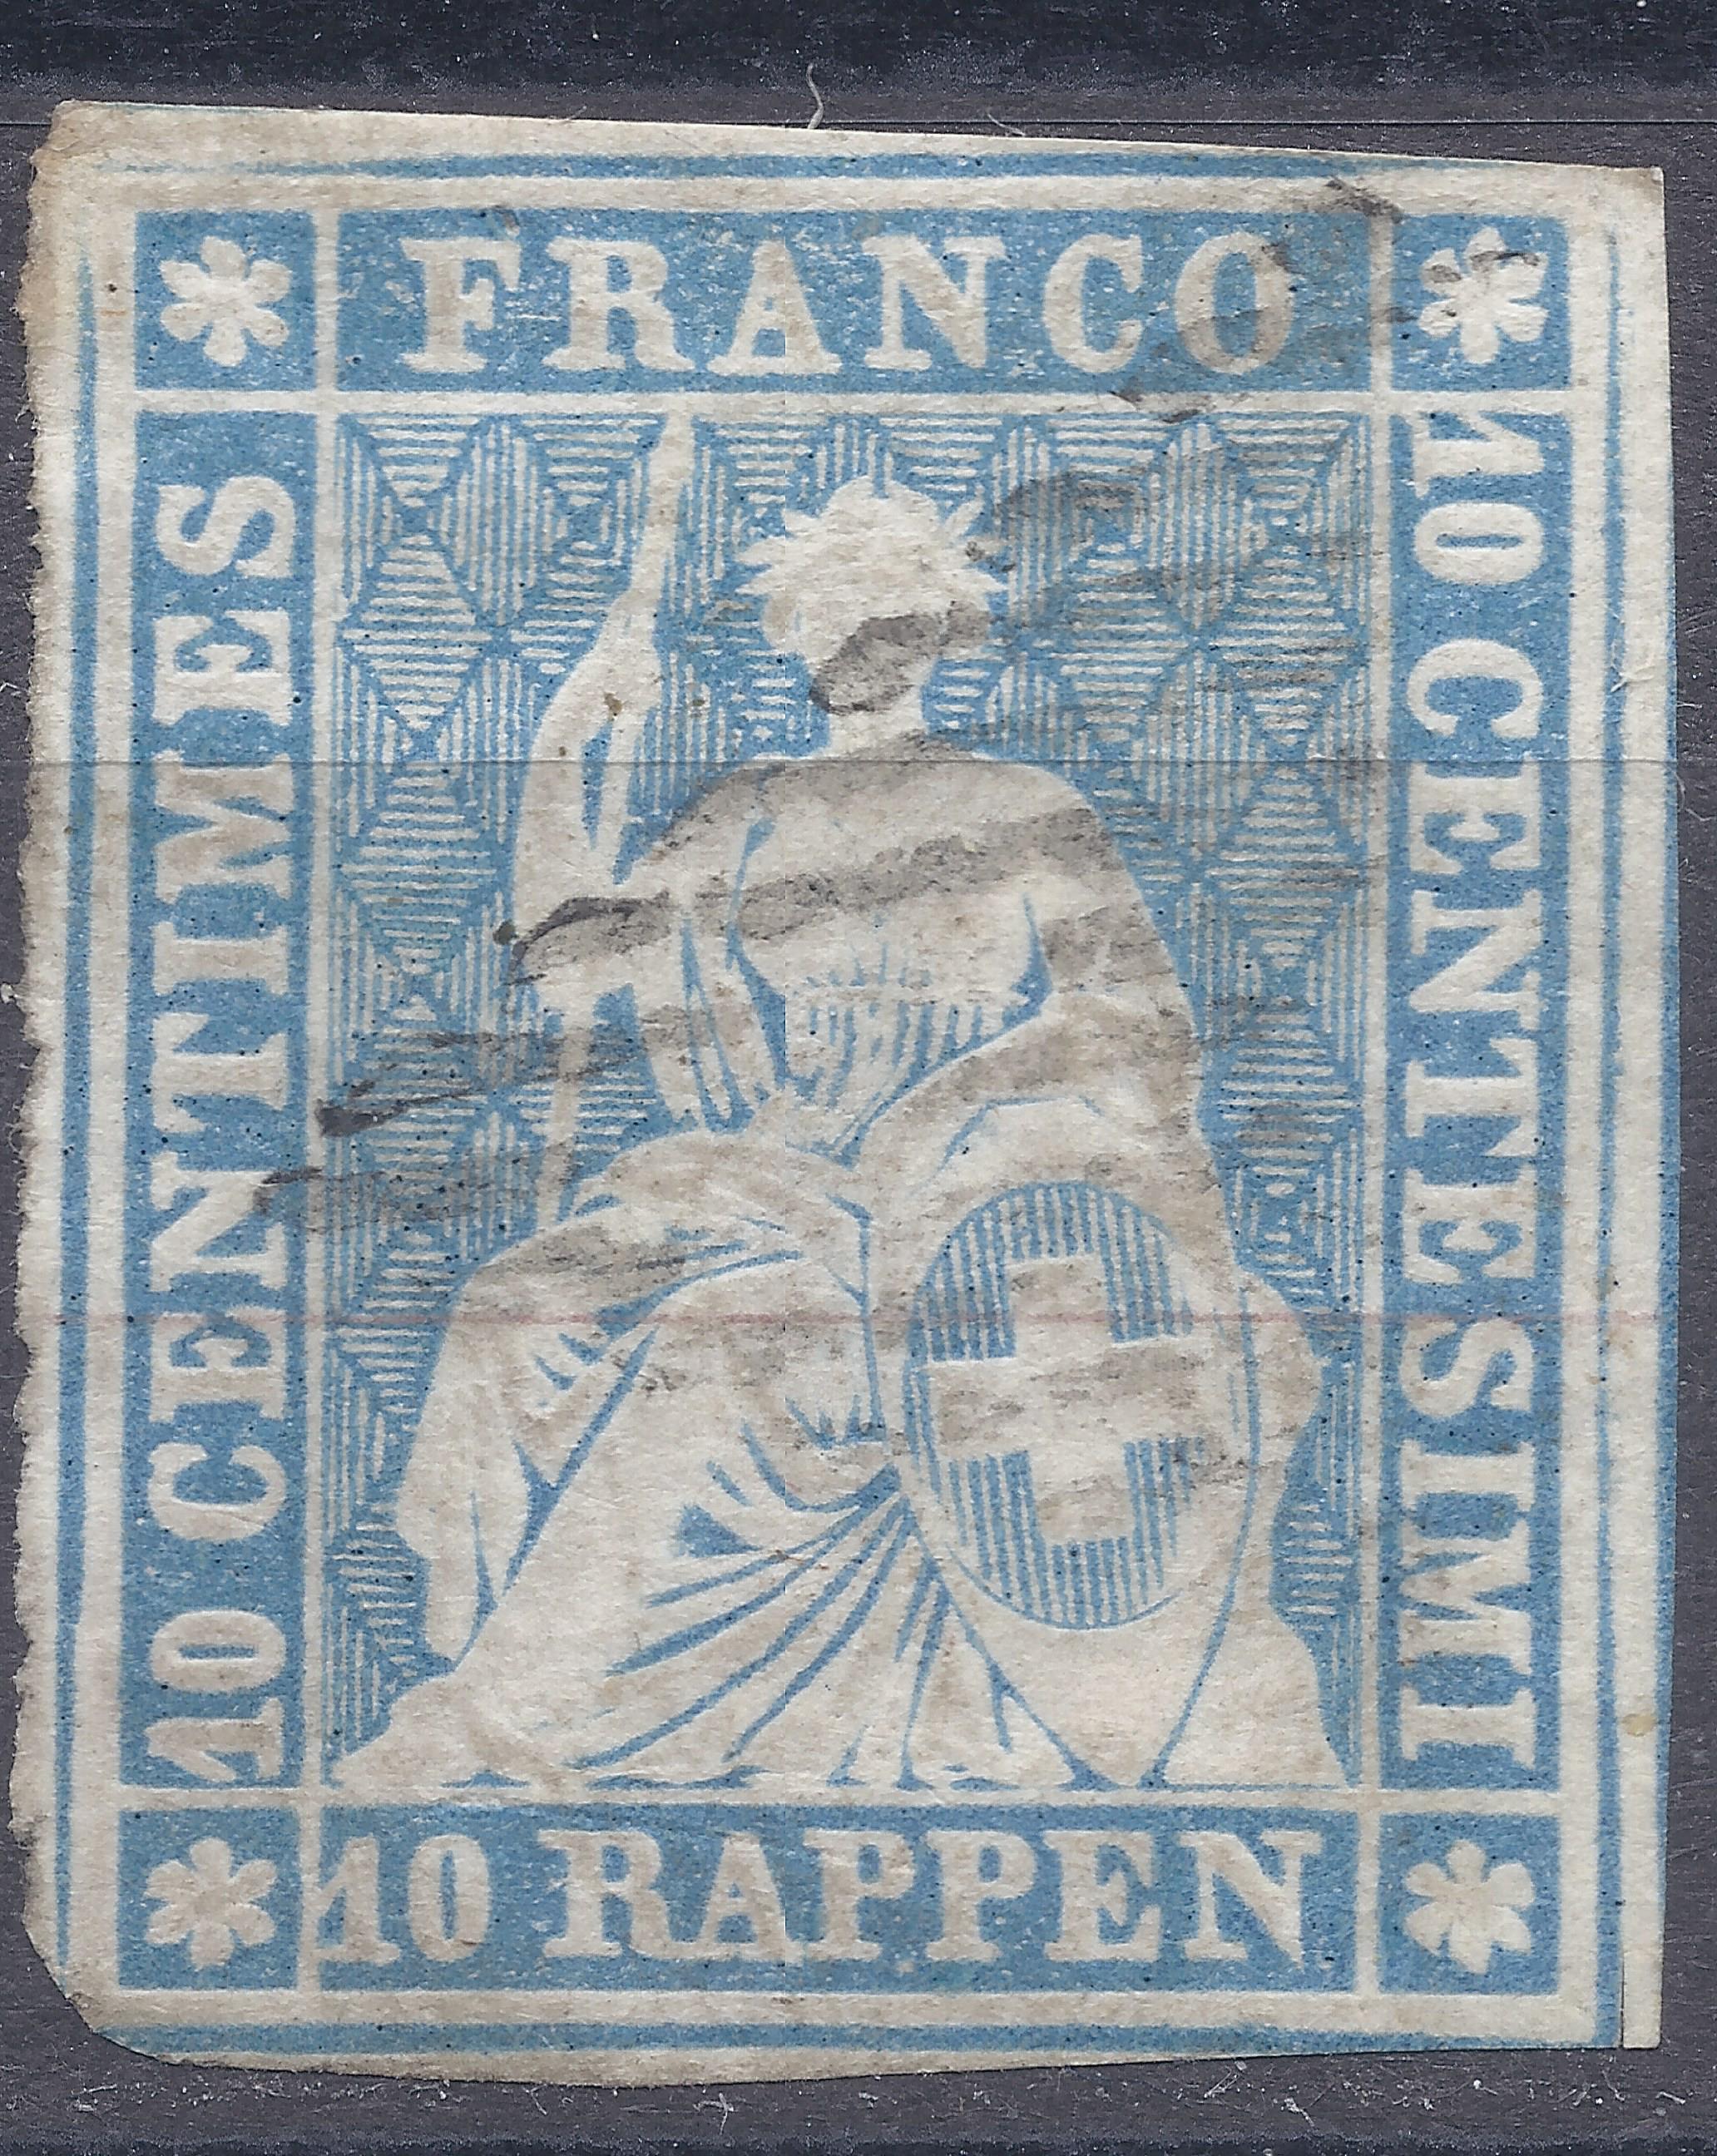 FRANCO
10 CENTIMES
10 CENTESIMI
10 RAPPEN